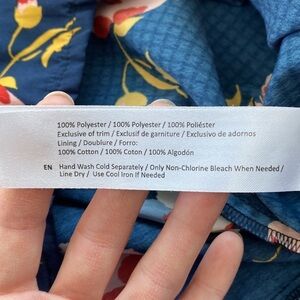 100% Polyester / 100% Polyester / 100% Poliéster
Exclusive of trim / Exclusif de garniture / Exclusivo de adornos
Lining / Doublure / Forro:
100% Cotton / 100% Coton / 100% Algodón
EN Hand Wash Cold Separately / Only Non-Chlorine Bleach When Needed /
Line Dry / Use Cool Iron If Needed